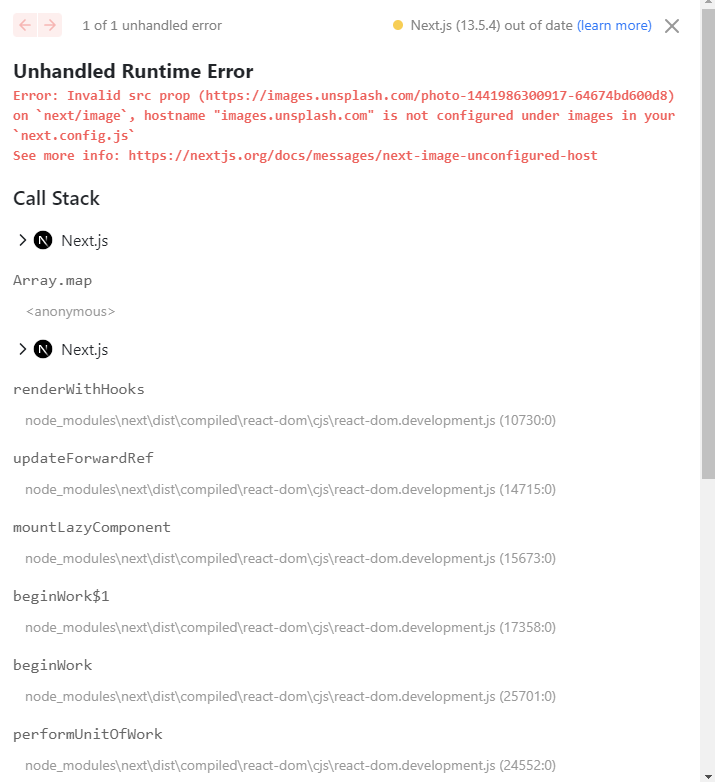 1 of 1 unhandled error
Next.js (13.5.4) out of date (learn more)
Unhandled Runtime Error
Error: Invalid src prop (https://images.unsplash.com/photo-1441986300917-64674bd600d8)
on `next/image`, hostname "images.unsplash.com" is not configured under images in your
`next.config.js`
See more info: https://nextjs.org/docs/messages/next-image-unconfigured-host
Call Stack
N Next.js
Array.map
<anonymous>
N Next.js
renderWithHooks
node_modules\next\dist\compiled\react-dom\cjs\react-dom.development.js (10730:0)
updateForwardRef
node_modules\next\dist\compiled\react-dom\cjs\react-dom.development.js (14715:0)
mountLazyComponent
node_modules\next\dist\compiled\react-dom\cjs\react-dom.development.js (15673:0)
beginWork$1
node_modules\next\dist\compiled\react-dom\cjs\react-dom.development.js (17358:0)
beginWork
node_modules\next\dist\compiled\react-dom\cjs\react-dom.development.js (25701:0)
performUnitOfWork
node_modules\next\dist\compiled\react-dom\cjs\react-dom.development.js (24552:0)